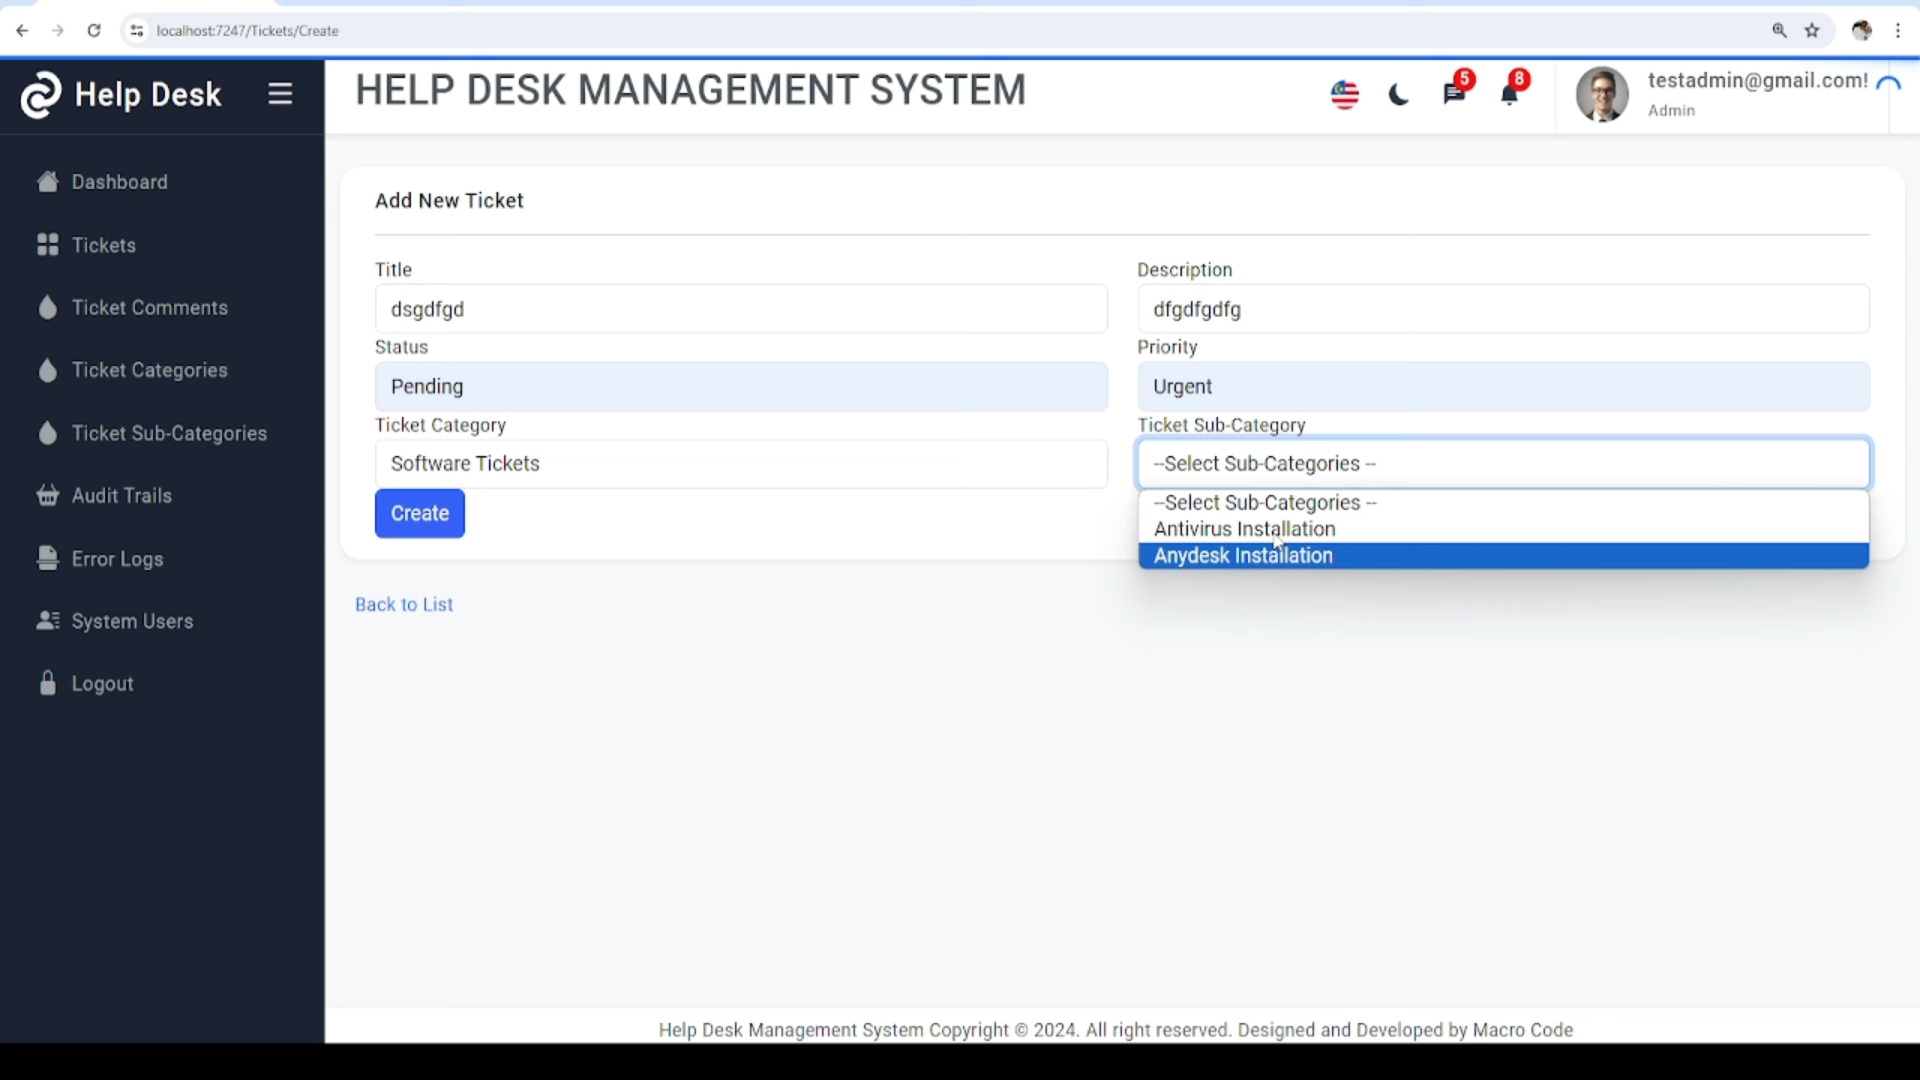 localhost:7247/Tickets/Create
Help Desk
HELP DESK MANAGEMENT SYSTEM
5
8
testadmin@gmail.com!
Admin
Dashboard
Tickets
Ticket Comments
Ticket Categories
Ticket Sub-Categories
Audit Trails
Error Logs
System Users
Logout
Add New Ticket
Title
Description
dsgdfgd
dfgdfgdfg
Status
Priority
Pending
Urgent
Ticket Category
Ticket Sub-Category
Software Tickets
--Select Sub-Categories --
--Select Sub-Categories --
Antivirus Installation
Anydesk Installation
Create
Back to List
Help Desk Management System Copyright © 2024. All right reserved. Designed and Developed by Macro Code